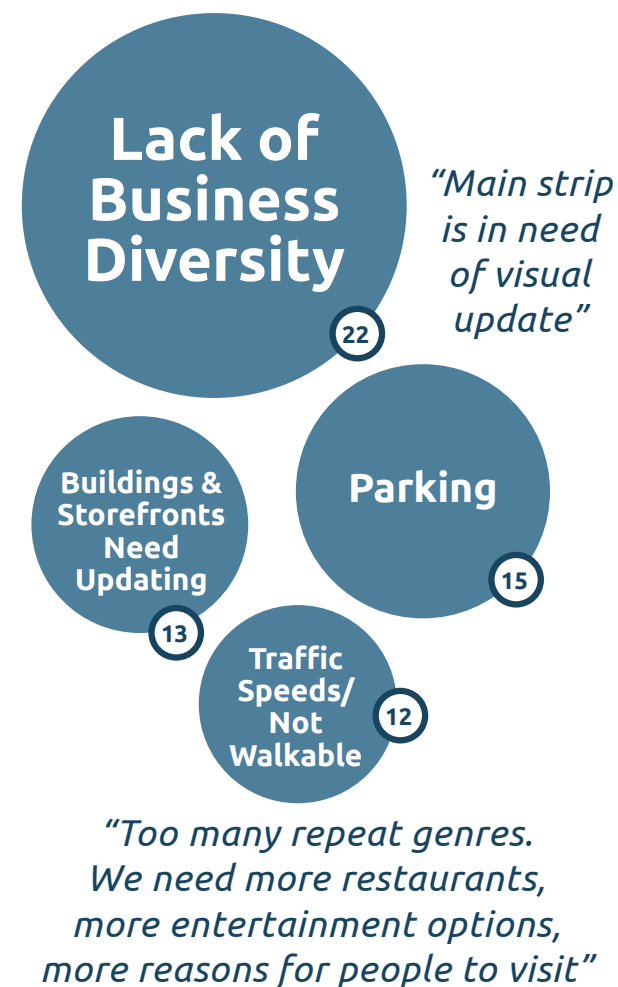 Lack of
Business
Diversity
22
“Main strip
is in need
of visual
update”
Buildings &
Storefronts
Need
Updating
13
Parking
15
Traffic
Speeds/
Not
Walkable
12
“Too many repeat genres.
We need more restaurants,
more entertainment options,
more reasons for people to visit”